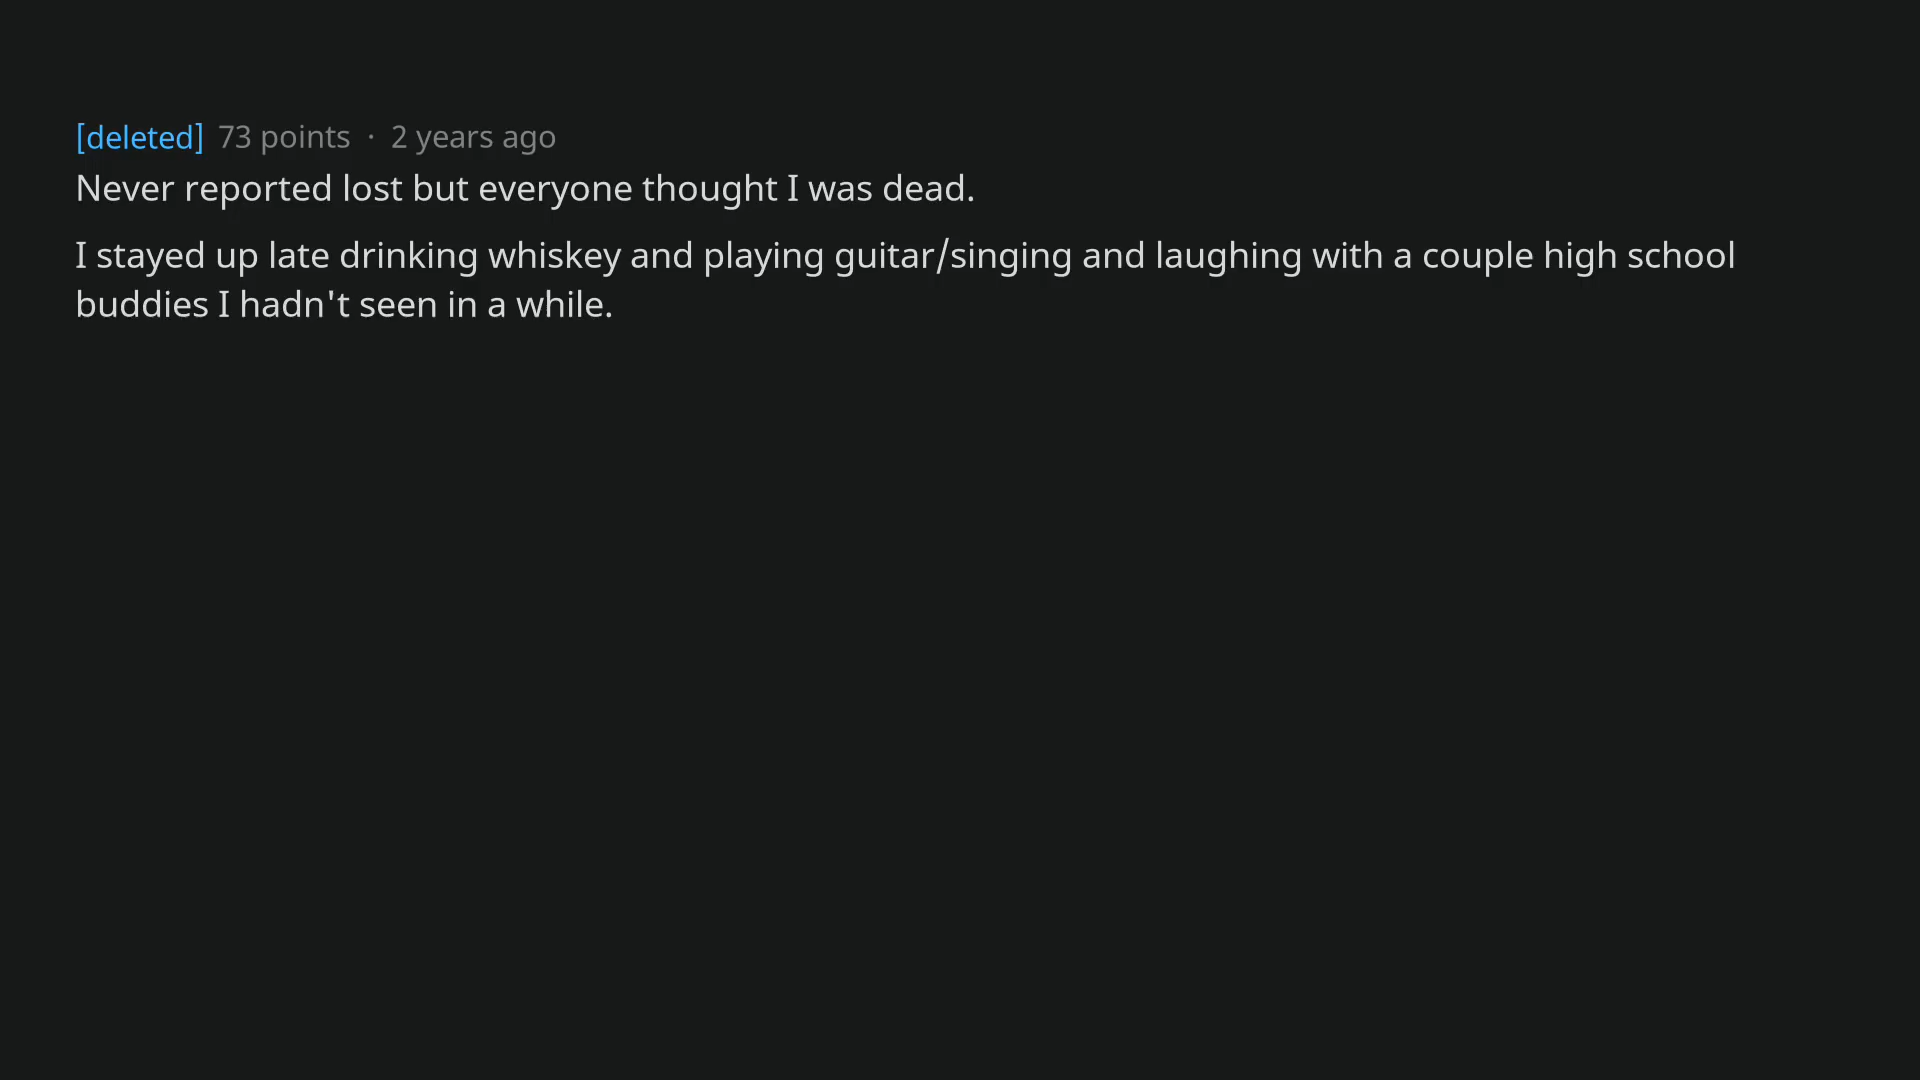 [deleted] 73 points · 2 years ago
Never reported lost but everyone thought I was dead.
I stayed up late drinking whiskey and playing guitar/singing and laughing with a couple high school
buddies I hadn't seen in a while.